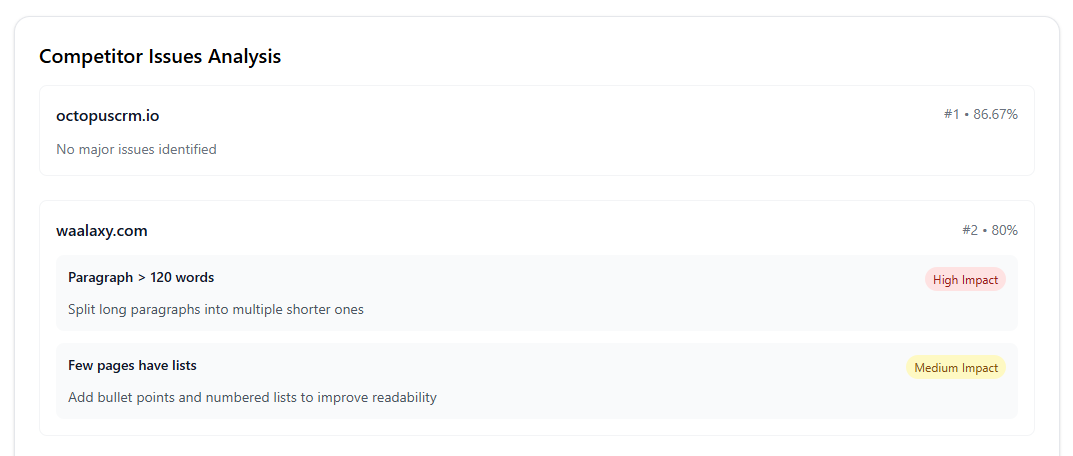 Competitor Issues Analysis
octopuscrm.io
#1 • 86.67%
No major issues identified
waalaxy.com
#2 • 80%
Paragraph > 120 words
High Impact
Split long paragraphs into multiple shorter ones
Few pages have lists
Medium Impact
Add bullet points and numbered lists to improve readability